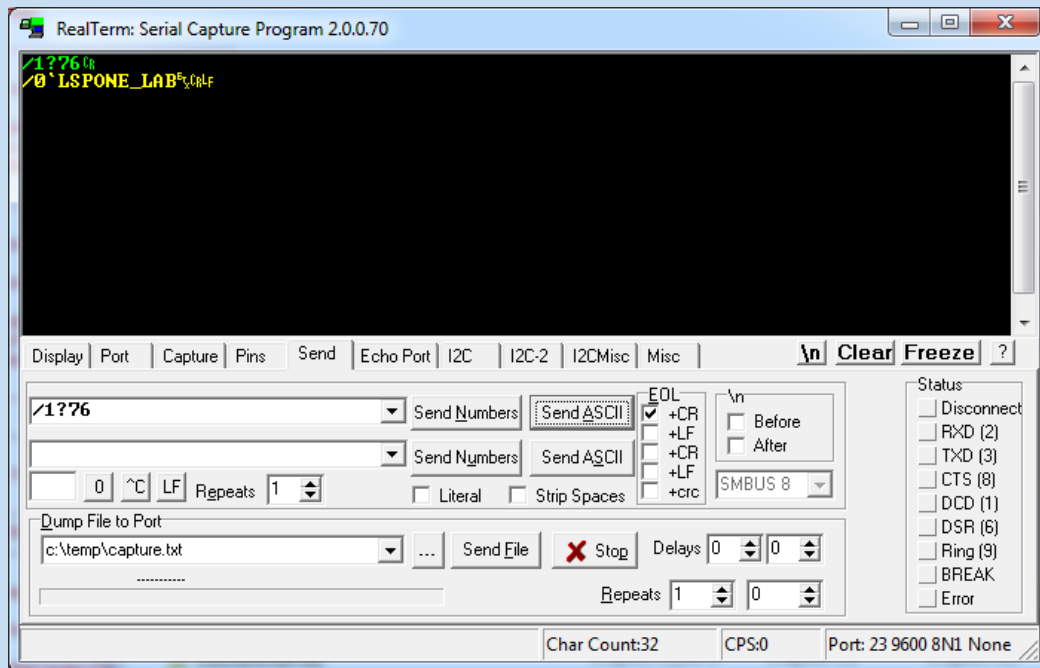 RealTerm: Serial Capture Program 2.0.0.70
/1?76CR
/0`LSPONE_LABETXCRLF
Display Port Capture Pins Send Echo Port I2C I2C-2 I2CMisc Misc \n Clear Freeze ?
/1?76 Send Numbers Send ASCII
Send Numbers Send ASCII
0 ^C LF Repeats 1 Literal Strip Spaces
EOL
+CR
+LF
+CR
+LF
+crc
\n
Before
After
SMBUS 8
Dump File to Port
c:\temp\capture.txt ... Send File Stop Delays 0 0
-----------
Repeats 1 0
Status
Disconnect
RXD (2)
TXD (3)
CTS (8)
DCD (1)
DSR (6)
Ring (9)
BREAK
Error
Char Count:32 CPS:0 Port: 23 9600 8N1 None